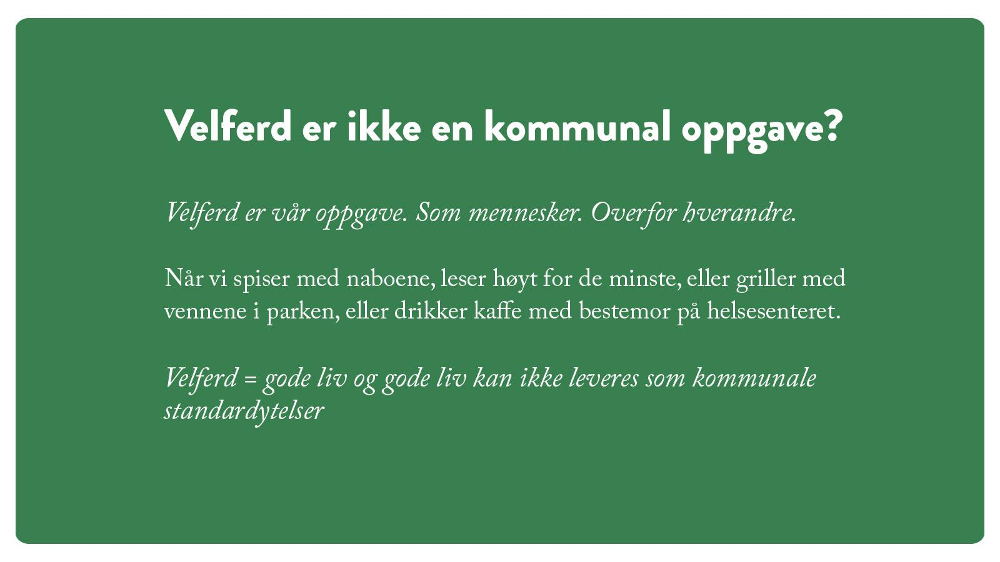 Velferd er ikke en kommunal oppgave?
Velferd er vår oppgave. Som mennesker. Overfor hverandre.
Når vi spiser med naboene, leser høyt for de minste, eller griller med
vennene i parken, eller drikker kaffe med bestemor på helsesenteret.
Velferd = gode liv og gode liv kan ikke leveres som kommunale
standardytelser